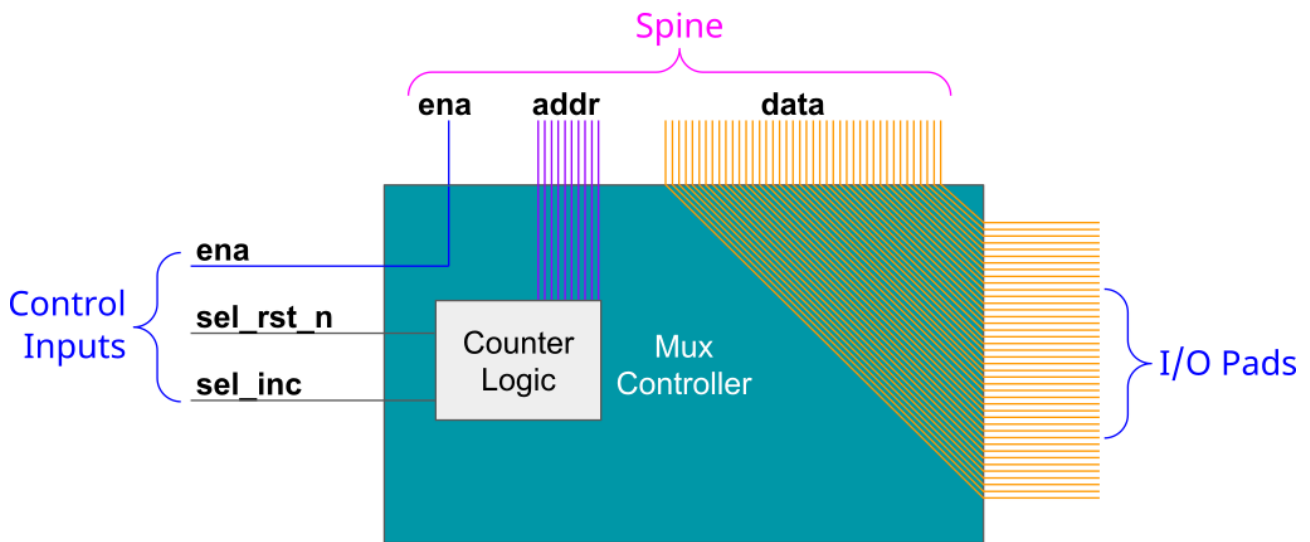 Spine
ena
addr
data
ena
Control
Inputs
sel_rst_n
sel_inc
Counter
Logic
Mux
Controller
I/O Pads